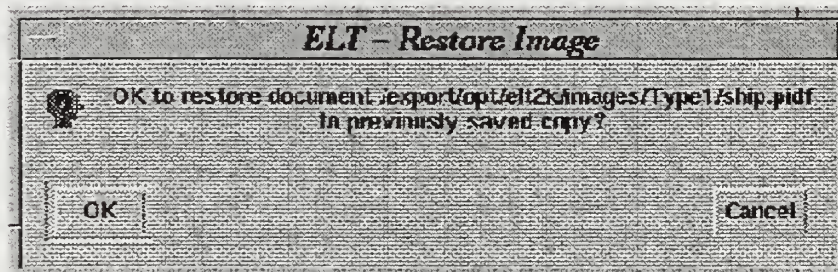 ELT – Restore Image
OK to restore document /export/opt/elt2k/images/Type1/ship.pidf
to previously saved copy?
OK
Cancel